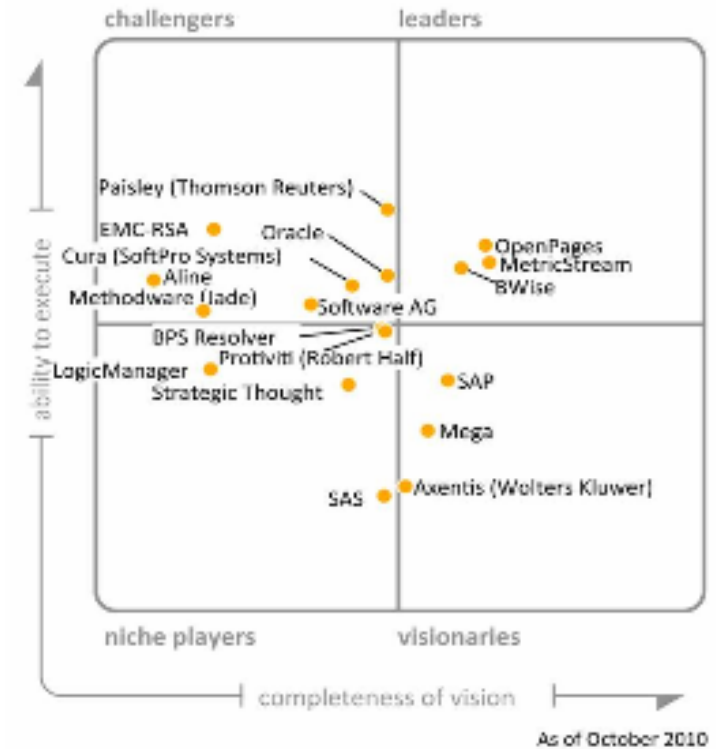 challengers
leaders
Paisley (Thomson Reuters)
EMC-RSA
Oracle
OpenPages
Cura (SoftPro Systems)
MetricStream
Aline
BWise
Methodware (Jade)
Software AG
BPS Resolver
Protiviti (Robert Half)
LogicManager
Strategic Thought
SAP
Mega
Axentis (Wolters Kluwer)
SAS
ability to execute
niche players
visionaries
completeness of vision
As of October 2010